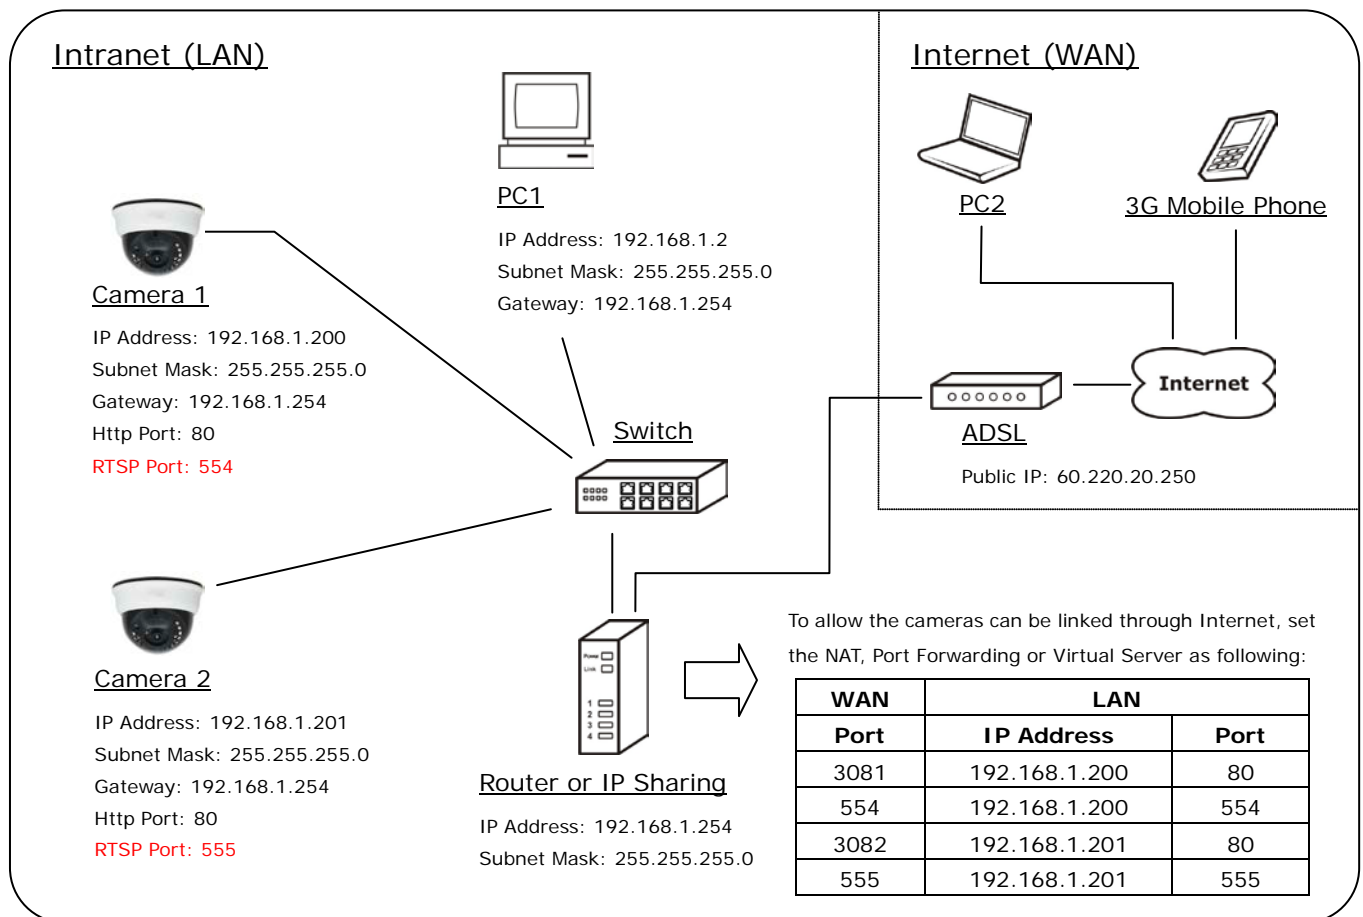 Intranet (LAN)
Internet (WAN)
PC1
IP Address: 192.168.1.2
Subnet Mask: 255.255.255.0
Gateway: 192.168.1.254
PC2
3G Mobile Phone
Camera 1
IP Address: 192.168.1.200
Subnet Mask: 255.255.255.0
Gateway: 192.168.1.254
Http Port: 80
RTSP Port: 554
Internet
ADSL
Public IP: 60.220.20.250
Switch
Camera 2
IP Address: 192.168.1.201
Subnet Mask: 255.255.255.0
Gateway: 192.168.1.254
Http Port: 80
RTSP Port: 555
Power
Link
1
2
3
4
Router or IP Sharing
IP Address: 192.168.1.254
Subnet Mask: 255.255.255.0
To allow the cameras can be linked through Internet, set
the NAT, Port Forwarding or Virtual Server as following:
WAN LAN
Port IP Address Port
3081 192.168.1.200 80
554 192.168.1.200 554
3082 192.168.1.201 80
555 192.168.1.201 555